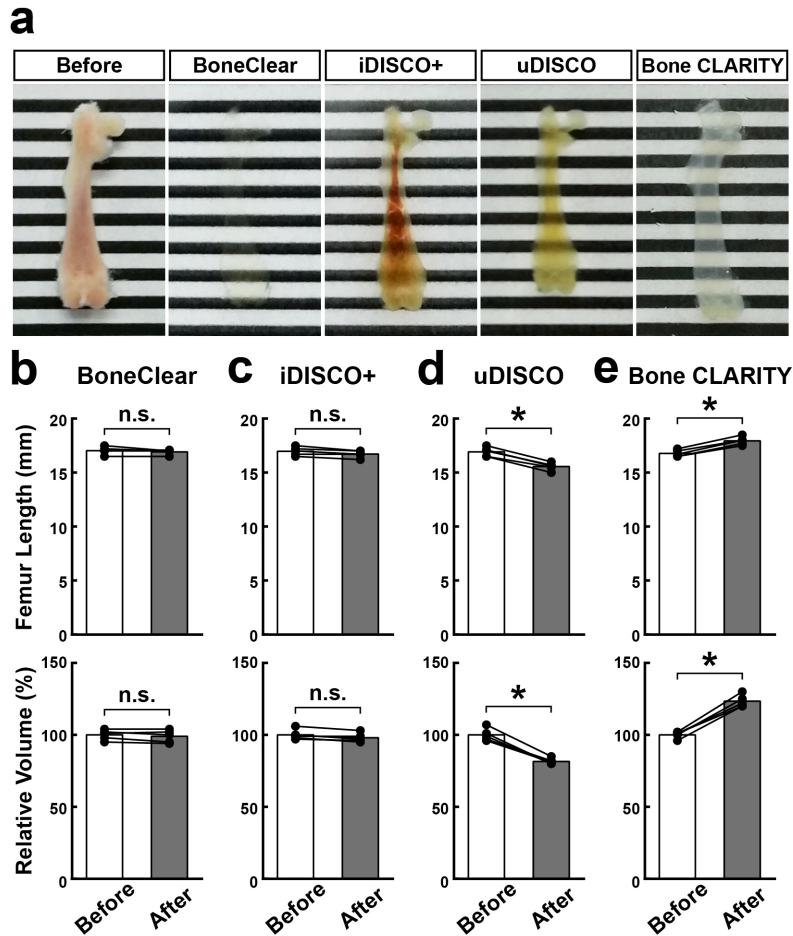 a
Before BoneClear iDISCO+ uDISCO Bone CLARITY
b BoneClear c iDISCO+ d uDISCO e Bone CLARITY
Femur Length (mm)
20 n.s. 20 n.s. 20 * 20 *
15 15 15 15
10 10 10 10
5 5 5 5
0 0 0 0
Relative Volume (%)
150 n.s. 150 n.s. 150 * 150 *
100 100 100 100
50 50 50 50
0 0 0 0
Before After Before After Before After Before After